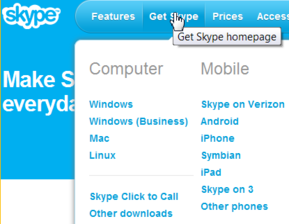 skype
Features Get Skype Prices Access
Get Skype homepage
Make S
everyda
Computer
Windows
Windows (Business)
Mac
Linux
Skype Click to Call
Other downloads
Mobile
Skype on Verizon
Android
iPhone
Symbian
iPad
Skype on 3
Other phones